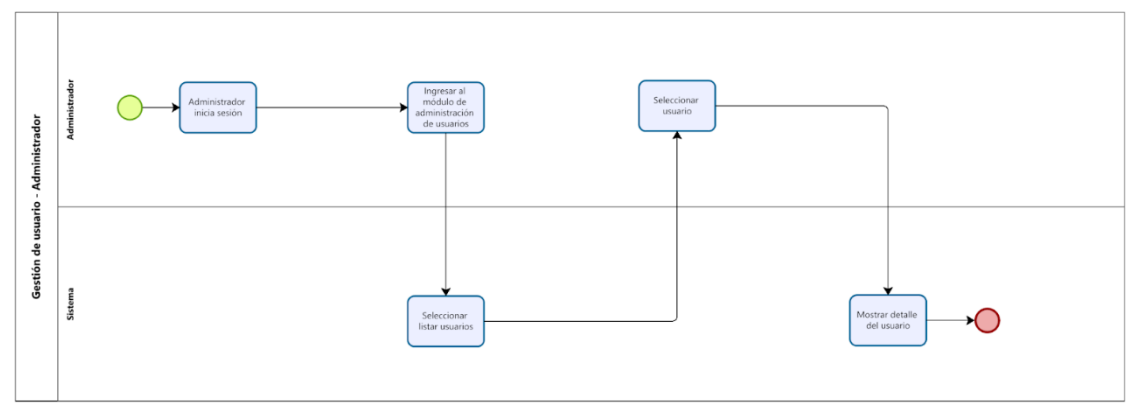 Gestión de usuario - Administrador
Administrador
Administrador
inicia sesión
Ingresar al
módulo de
administración
de usuarios
Seleccionar
usuario
Sistema
Seleccionar
listar usuarios
Mostrar detalle
del usuario